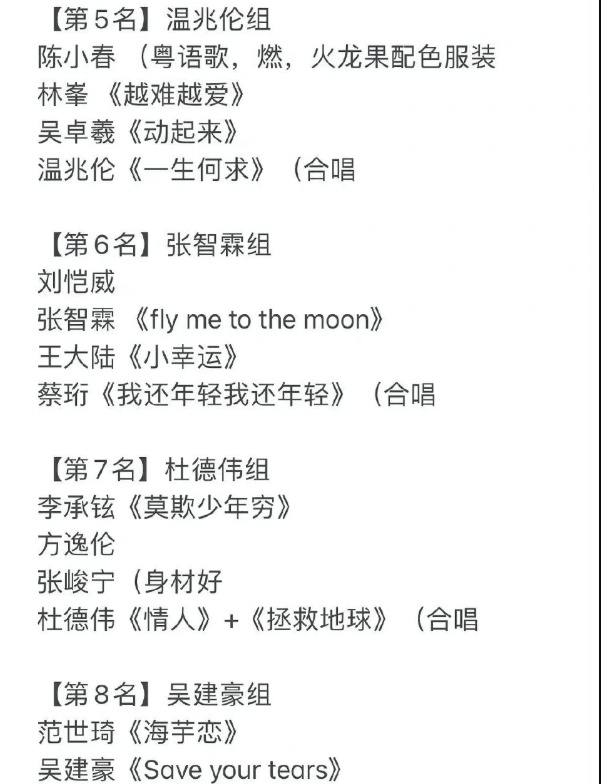 【第5名】温兆伦组
陈小春 （粤语歌，燃，火龙果配色服装
林峯 《越难越爱》
吴卓羲《动起来》
温兆伦《一生何求》（合唱
【第6名】张智霖组
刘恺威
张智霖 《fly me to the moon》
王大陆《小幸运》
蔡珩《我还年轻我还年轻》（合唱
【第7名】杜德伟组
李承铉《莫欺少年穷》
方逸伦
张峻宁（身材好
杜德伟《情人》+《拯救地球》（合唱
【第8名】吴建豪组
范世琦《海芋恋》
吴建豪《Save your tears》